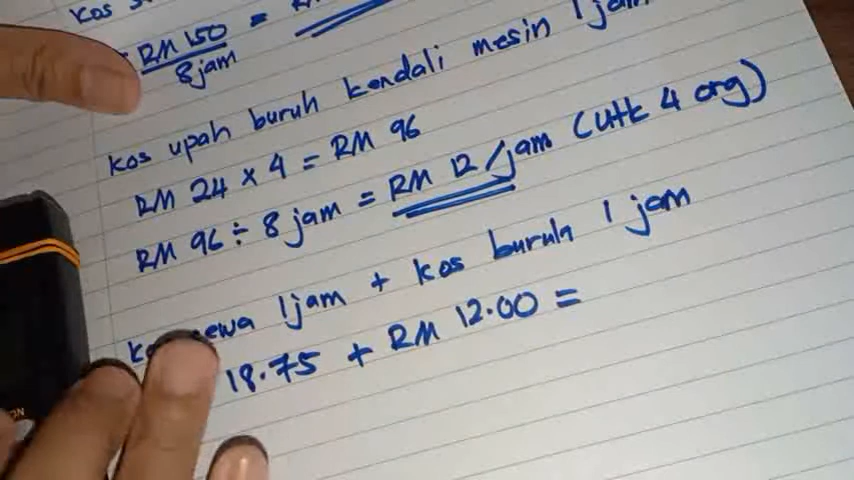 Kos
RM 150 =
8 jam
Kos upah buruh kendali mesin 1 jam
RM 24 x 4 = RM 96
RM 96 ÷ 8 jam = RM 12 / jam (Utk 4 org)
ewa 1 jam + kos buruh 1 jam
18.75 + RM 12.00 =
ON